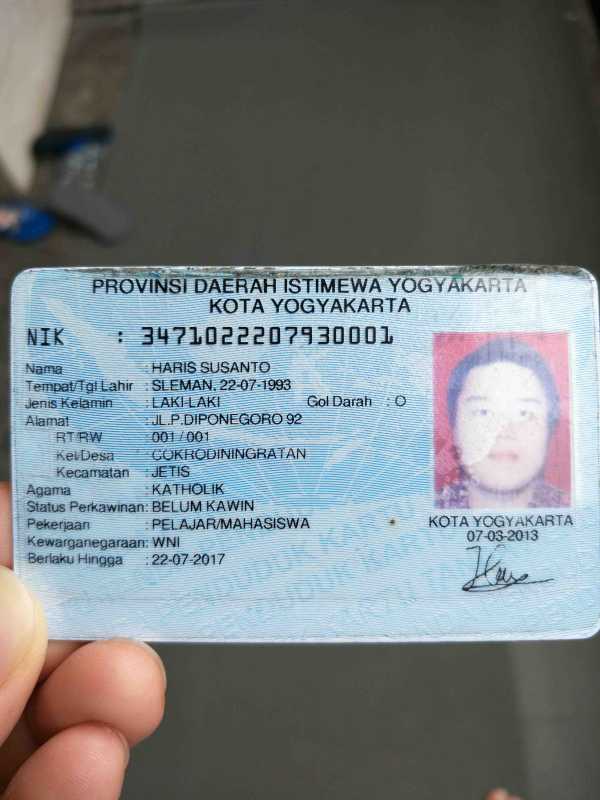 PROVINSI DAERAH ISTIMEWA YOGYAKARTA
KOTA YOGYAKARTA
NIK : 3471022207930001
Nama : HARIS SUSANTO
Tempat/Tgl Lahir : SLEMAN, 22-07-1993
Jenis Kelamin : LAKI-LAKI Gol Darah : O
Alamat : JL.P.DIPONEGORO 92
RT/RW : 001 / 001
Kel/Desa : COKRODININGRATAN
Kecamatan : JETIS
Agama : KATHOLIK
Status Perkawinan: BELUM KAWIN
Pekerjaan : PELAJAR/MAHASISWA
Kewarganegaraan: WNI
Berlaku Hingga : 22-07-2017
KOTA YOGYAKARTA
07-03-2013